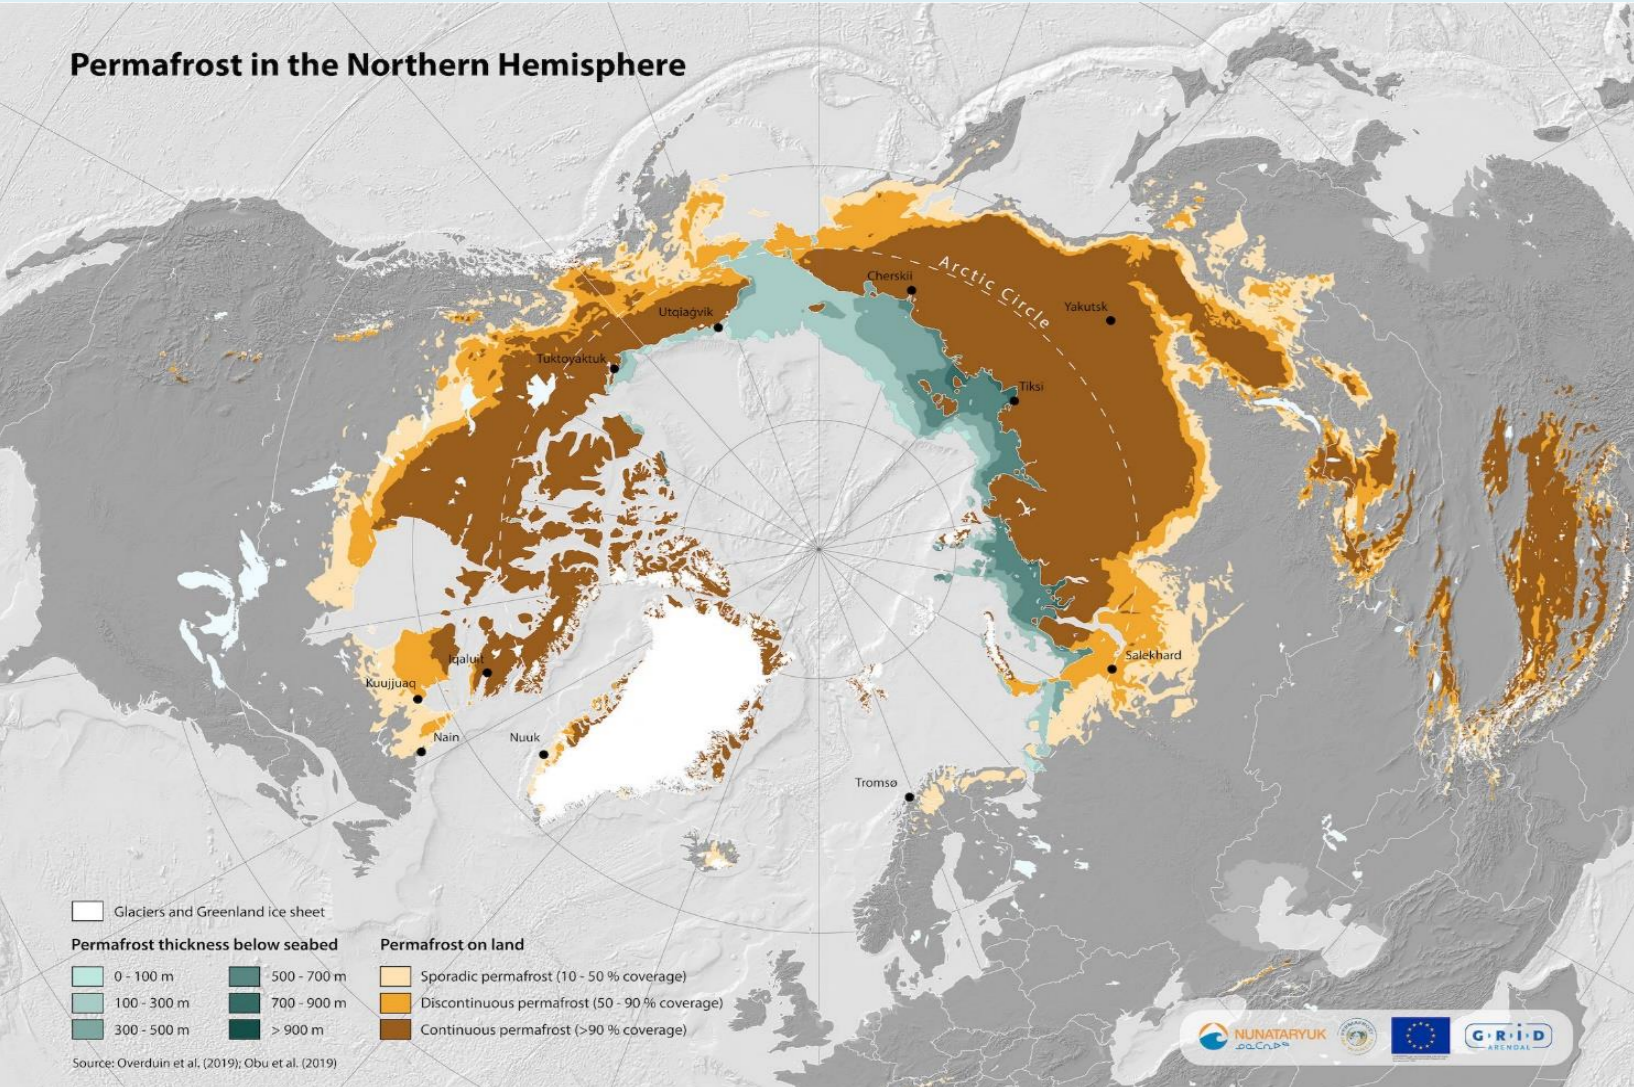 Permafrost in the Northern Hemisphere
Arctic Circle
Cherskii
Yakutsk
Utqiaġvik
Tuktoyaktuk
Tiksi
Iqaluit
Kuujjuaq
Salekhard
Nain
Nuuk
Tromsø
Glaciers and Greenland ice sheet
Permafrost thickness below seabed
0 - 100 m
100 - 300 m
300 - 500 m
500 - 700 m
700 - 900 m
> 900 m
Permafrost on land
Sporadic permafrost (10 - 50 % coverage)
Discontinuous permafrost (50 - 90 % coverage)
Continuous permafrost (>90 % coverage)
Source: Overduin et al. (2019); Obu et al. (2019)
NUNATARYUK
ᓄᓇᑕᕆᐅᒃ
G·R·I·D
ARENDAL